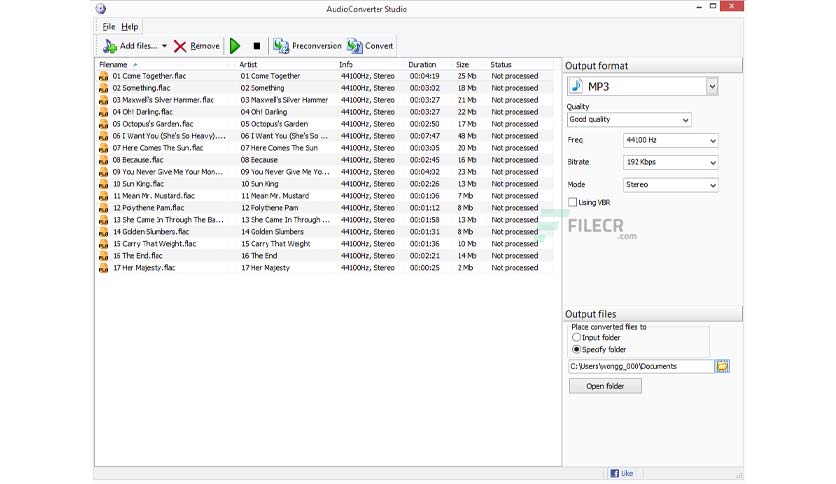 AudioConverter Studio
File Help
Add files... Remove Preconversion Convert
Filename Artist Info Duration Size Status
01 Come Together.flac 01 Come Together 44100Hz, Stereo 00:04:19 25 Mb Not processed
02 Something.flac 02 Something 44100Hz, Stereo 00:03:02 18 Mb Not processed
03 Maxwell's Silver Hammer.flac 03 Maxwell's Silver Hammer 44100Hz, Stereo 00:03:27 21 Mb Not processed
04 Oh! Darling.flac 04 Oh! Darling 44100Hz, Stereo 00:03:27 22 Mb Not processed
05 Octopus's Garden.flac 05 Octopus's Garden 44100Hz, Stereo 00:02:50 17 Mb Not processed
06 I Want You (She's So Heavy).... 06 I Want You (She's So ... 44100Hz, Stereo 00:07:47 48 Mb Not processed
07 Here Comes The Sun.flac 07 Here Comes The Sun 44100Hz, Stereo 00:03:05 20 Mb Not processed
08 Because.flac 08 Because 44100Hz, Stereo 00:02:45 16 Mb Not processed
09 You Never Give Me Your Mon... 09 You Never Give Me Yo... 44100Hz, Stereo 00:04:02 23 Mb Not processed
10 Sun King.flac 10 Sun King 44100Hz, Stereo 00:02:26 13 Mb Not processed
11 Mean Mr. Mustard.flac 11 Mean Mr. Mustard 44100Hz, Stereo 00:01:06 7 Mb Not processed
12 Polythene Pam.flac 12 Polythene Pam 44100Hz, Stereo 00:01:12 8 Mb Not processed
13 She Came In Through The Ba... 13 She Came In Through ... 44100Hz, Stereo 00:01:58 13 Mb Not processed
14 Golden Slumbers.flac 14 Golden Slumbers 44100Hz, Stereo 00:01:31 8 Mb Not processed
15 Carry That Weight.flac 15 Carry That Weight 44100Hz, Stereo 00:01:36 10 Mb Not processed
16 The End.flac 16 The End 44100Hz, Stereo 00:02:21 14 Mb Not processed
17 Her Majesty.flac 17 Her Majesty 44100Hz, Stereo 00:00:25 2 Mb Not processed
Output format
MP3
Quality
Good quality
Freq 44100 Hz
Bitrate 192 Kbps
Mode Stereo
Using VBR
FILECR
.com
Output files
Place converted files to
Input folder
Specify folder
C:\Users\wongg_000\Documents
Open folder
Like